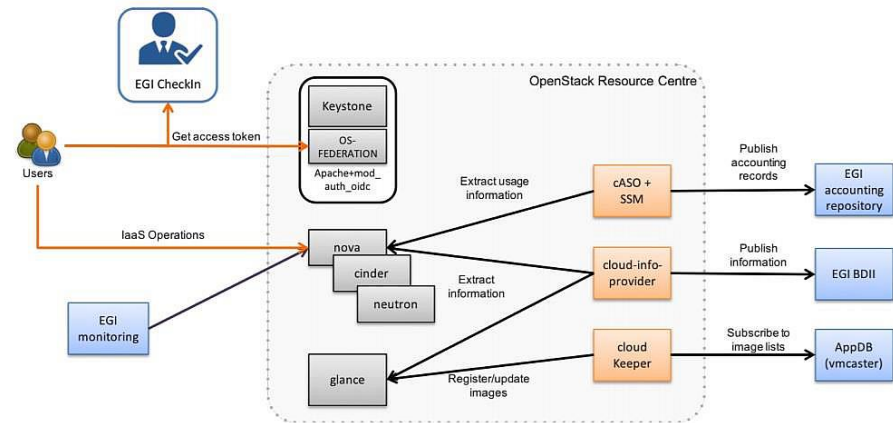 EGI CheckIn
OpenStack Resource Centre
Keystone
OS-
FEDERATION
Apache+mod_
auth_oidc
Get access token
Users
IaaS Operations
Extract usage
information
cASO +
SSM
Publish
accounting
records
EGI
accounting
repository
nova
cinder
neutron
Extract
information
cloud-info-
provider
Publish
information
EGI BDII
EGI
monitoring
glance
Register/update
images
cloud
Keeper
Subscribe to
image lists
AppDB
(vmcaster)